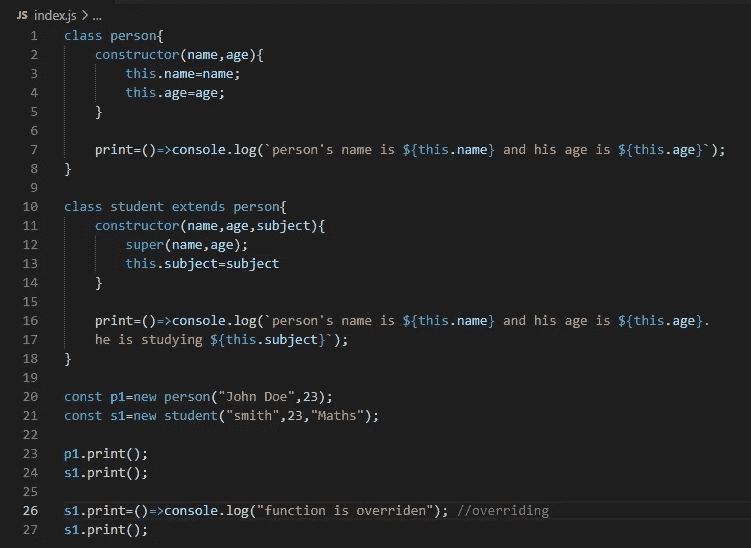 JS index.js > ...
1 class person{
2 constructor(name,age){
3 this.name=name;
4 this.age=age;
5 }
6
7 print=()=>console.log(`person's name is ${this.name} and his age is ${this.age}`);
8 }
9
10 class student extends person{
11 constructor(name,age,subject){
12 super(name,age);
13 this.subject=subject
14 }
15
16 print=()=>console.log(`person's name is ${this.name} and his age is ${this.age}.
17 he is studying ${this.subject}`);
18 }
19
20 const p1=new person("John Doe",23);
21 const s1=new student("smith",23,"Maths");
22
23 p1.print();
24 s1.print();
25
26 s1.print=()=>console.log("function is overriden"); //overriding
27 s1.print();